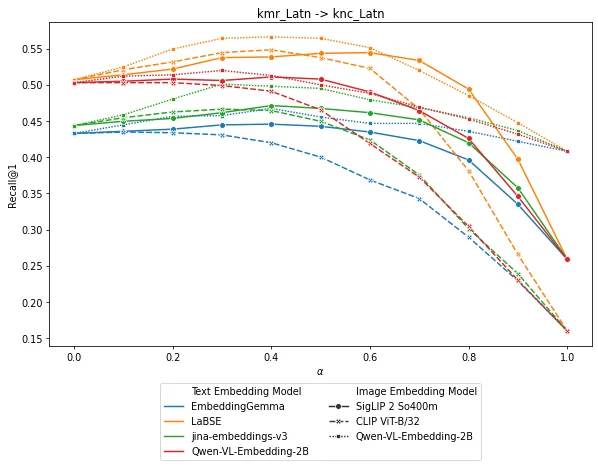 kmr_Latn -> knc_Latn
Recall@1
0.55
0.50
0.45
0.40
0.35
0.30
0.25
0.20
0.15
0.0 0.2 0.4 0.6 0.8 1.0
α
Text Embedding Model
EmbeddingGemma
LaBSE
jina-embeddings-v3
Qwen-VL-Embedding-2B
Image Embedding Model
SigLIP 2 So400m
CLIP ViT-B/32
Qwen-VL-Embedding-2B